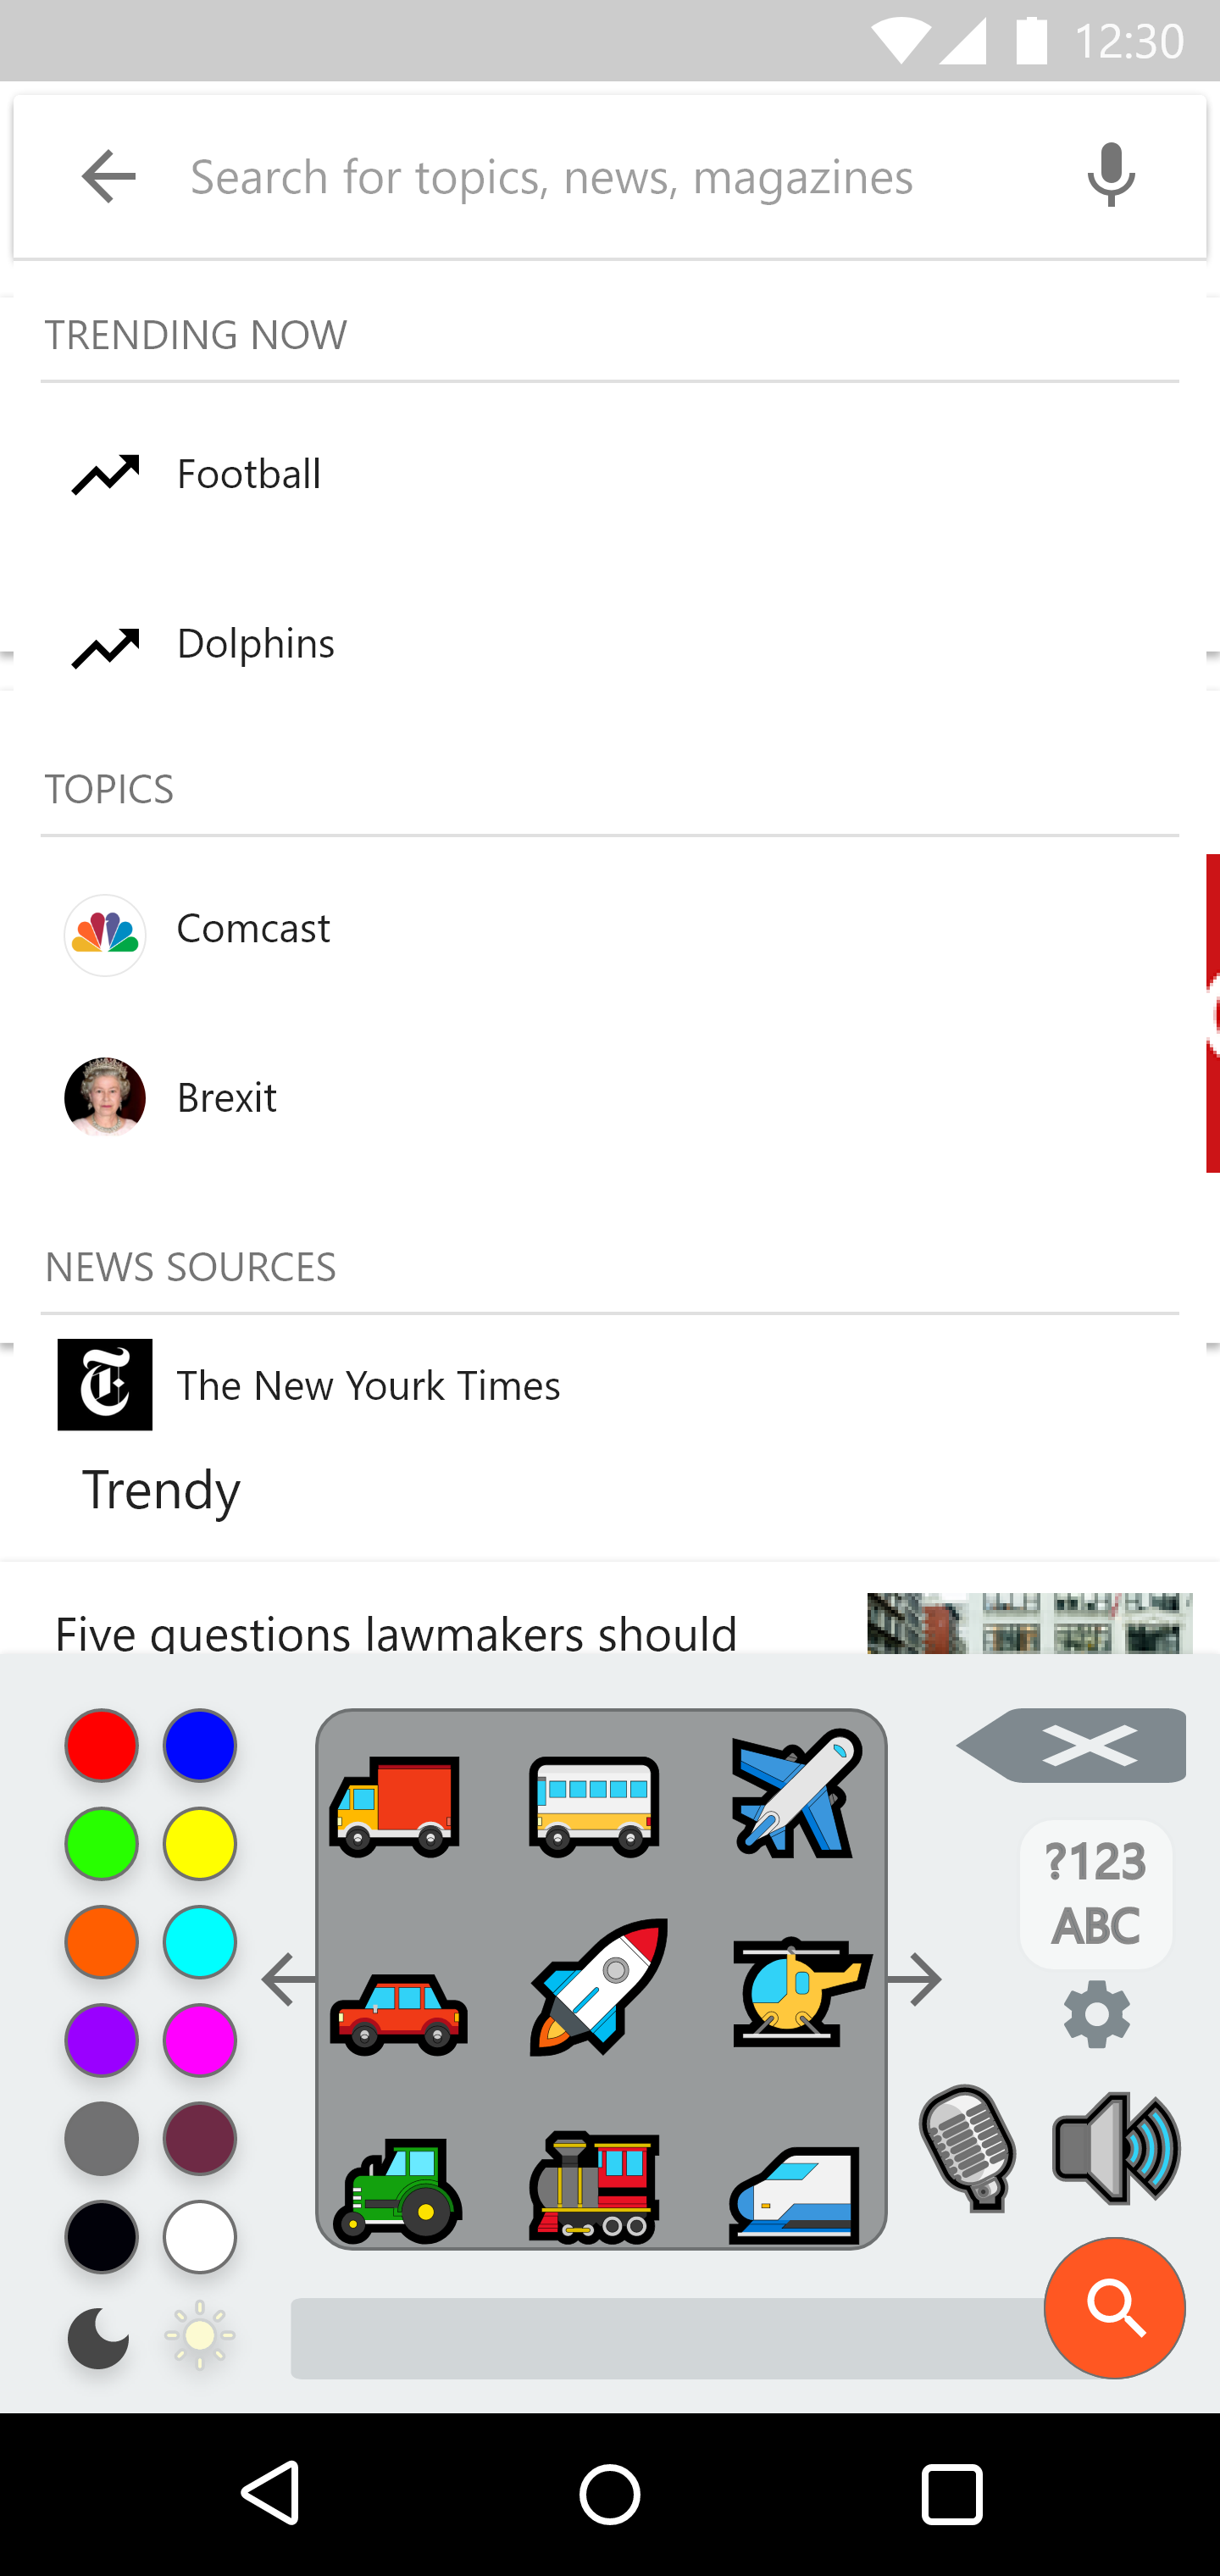 12:30
Search for topics, news, magazines
TRENDING NOW
Football
Dolphins
TOPICS
Comcast
Brexit
NEWS SOURCES
The New Yourk Times
Trendy
Five questions lawmakers should
?123
ABC